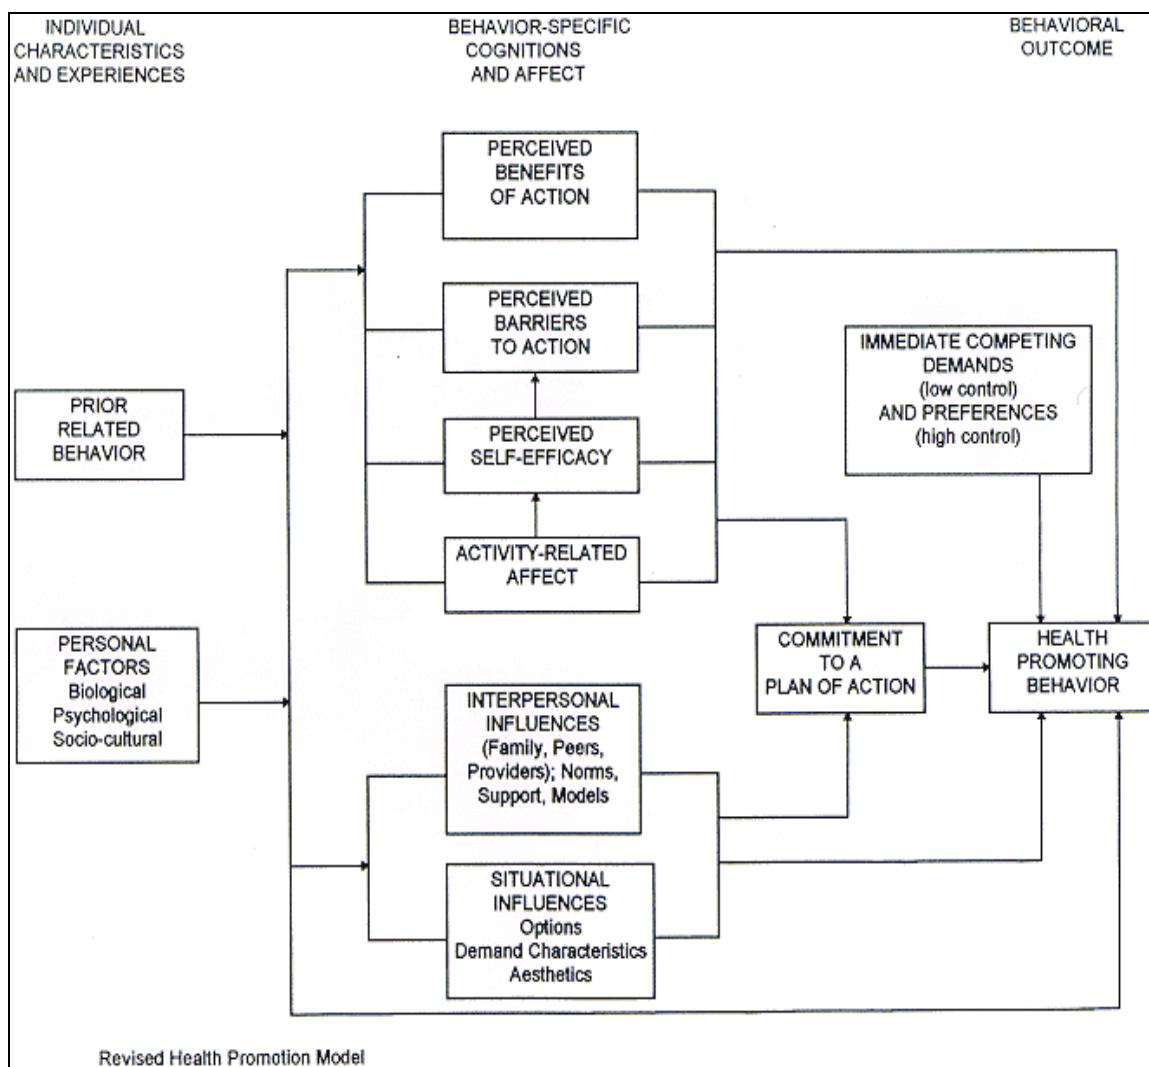 INDIVIDUAL
CHARACTERISTICS
AND EXPERIENCES
BEHAVIOR-SPECIFIC
COGNITIONS
AND AFFECT
BEHAVIORAL
OUTCOME
PERCEIVED
BENEFITS
OF ACTION
PERCEIVED
BARRIERS
TO ACTION
IMMEDIATE COMPETING
DEMANDS
(low control)
AND PREFERENCES
(high control)
PRIOR
RELATED
BEHAVIOR
PERCEIVED
SELF-EFFICACY
ACTIVITY-RELATED
AFFECT
PERSONAL
FACTORS
Biological
Psychological
Socio-cultural
COMMITMENT
TO A
PLAN OF ACTION
HEALTH
PROMOTING
BEHAVIOR
INTERPERSONAL
INFLUENCES
(Family, Peers,
Providers); Norms,
Support, Models
SITUATIONAL
INFLUENCES
Options
Demand Characteristics
Aesthetics
Revised Health Promotion Model